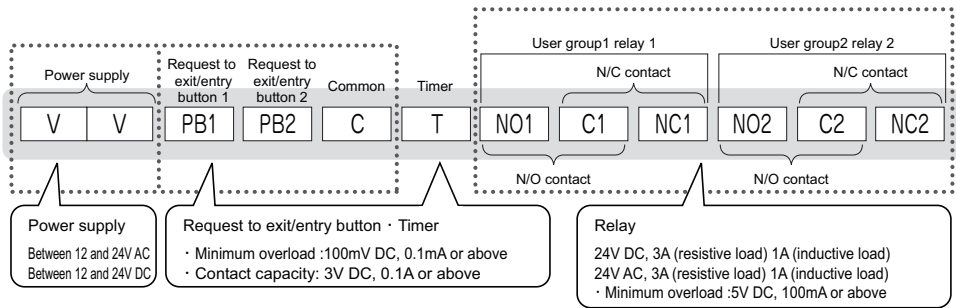 User group1 relay 1
User group2 relay 2
Power supply
Request to
exit/entry
button 1
Request to
exit/entry
button 2
Common
Timer
N/C contact
N/C contact
V
V
PB1
PB2
C
T
NO1
C1
NC1
NO2
C2
NC2
N/O contact
N/O contact
Power supply
Between 12 and 24V AC
Between 12 and 24V DC
Request to exit/entry button · Timer
· Minimum overload :100mV DC, 0.1mA or above
· Contact capacity: 3V DC, 0.1A or above
Relay
24V DC, 3A (resistive load) 1A (inductive load)
24V AC, 3A (resistive load) 1A (inductive load)
· Minimum overload :5V DC, 100mA or above